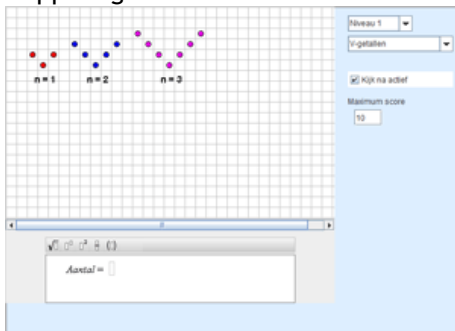 Niveau 1
V-getallen
n = 1 n = 2 n = 3
Kijk na actief
Maximum score
10
Aantal =